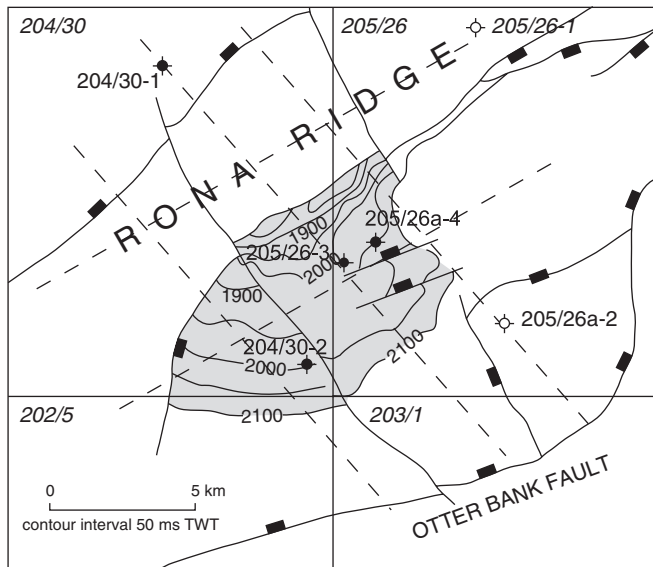 204/30
205/26
205/26-1
204/30-1
RONA RIDGE
1900
205/26a-4
205/26-3
2000
1900
205/26a-2
204/30-2
2000
2100
2100
202/5
203/1
0 5 km
contour interval 50 ms TWT
OTTER BANK FAULT